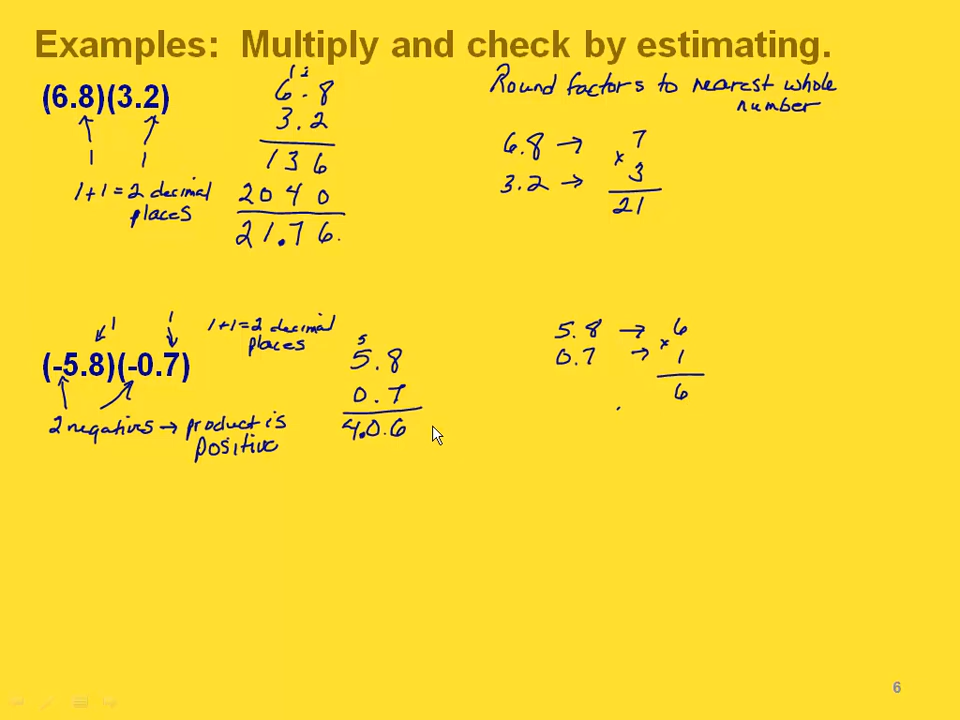 Examples: Multiply and check by estimating.
(6.8)(3.2)
1 1
1+1=2 decimal
places
1 2
6.8
3.2
136
2040
21.76
Round factors to nearest whole
number
6.8 → 7
3.2 → × 3
21
1 1
(-5.8)(-0.7)
1+1=2 decimal
places
2 negatives → product is
positive
5
5.8
0.7
4.06
5.8 → 6
0.7 → × 1
6
6